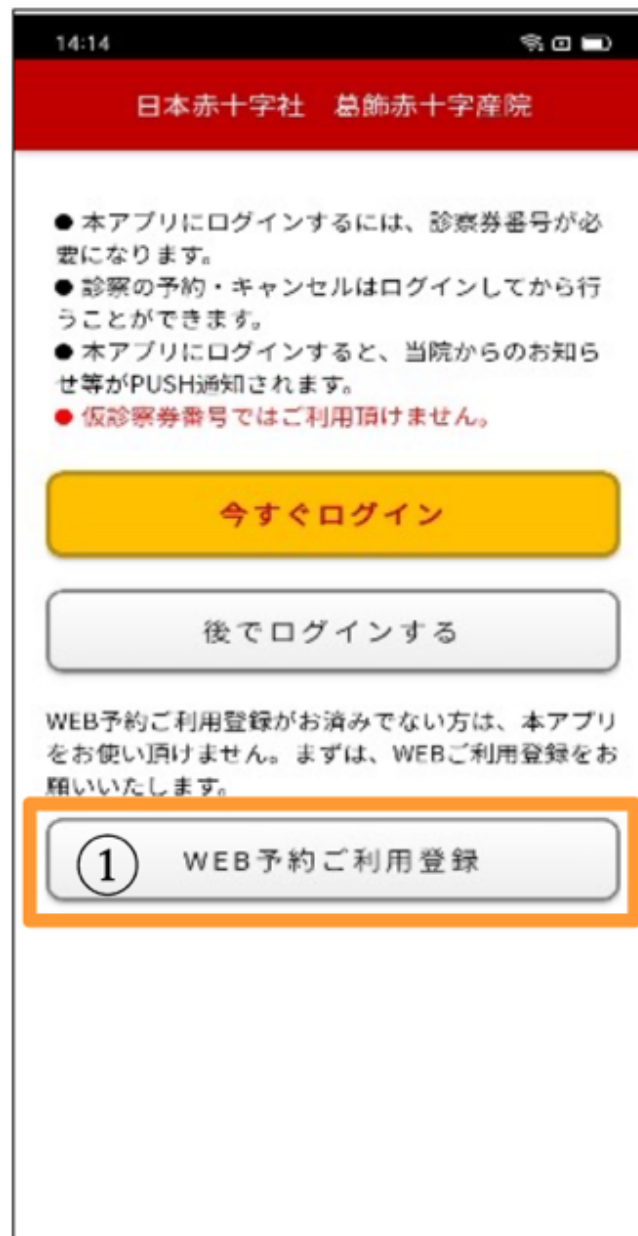 14:14
日本赤十字社 葛飾赤十字産院
● 本アプリにログインするには、診察券番号が必
要になります。
● 診察の予約・キャンセルはログインしてから行
うことができます。
● 本アプリにログインすると、当院からのお知ら
せ等がPUSH通知されます。
● 仮診察券番号ではご利用頂けません。
今すぐログイン
後でログインする
WEB予約ご利用登録がお済みでない方は、本アプリ
をお使い頂けません。まずは、WEBご利用登録をお
願いいたします。
① WEB予約ご利用登録